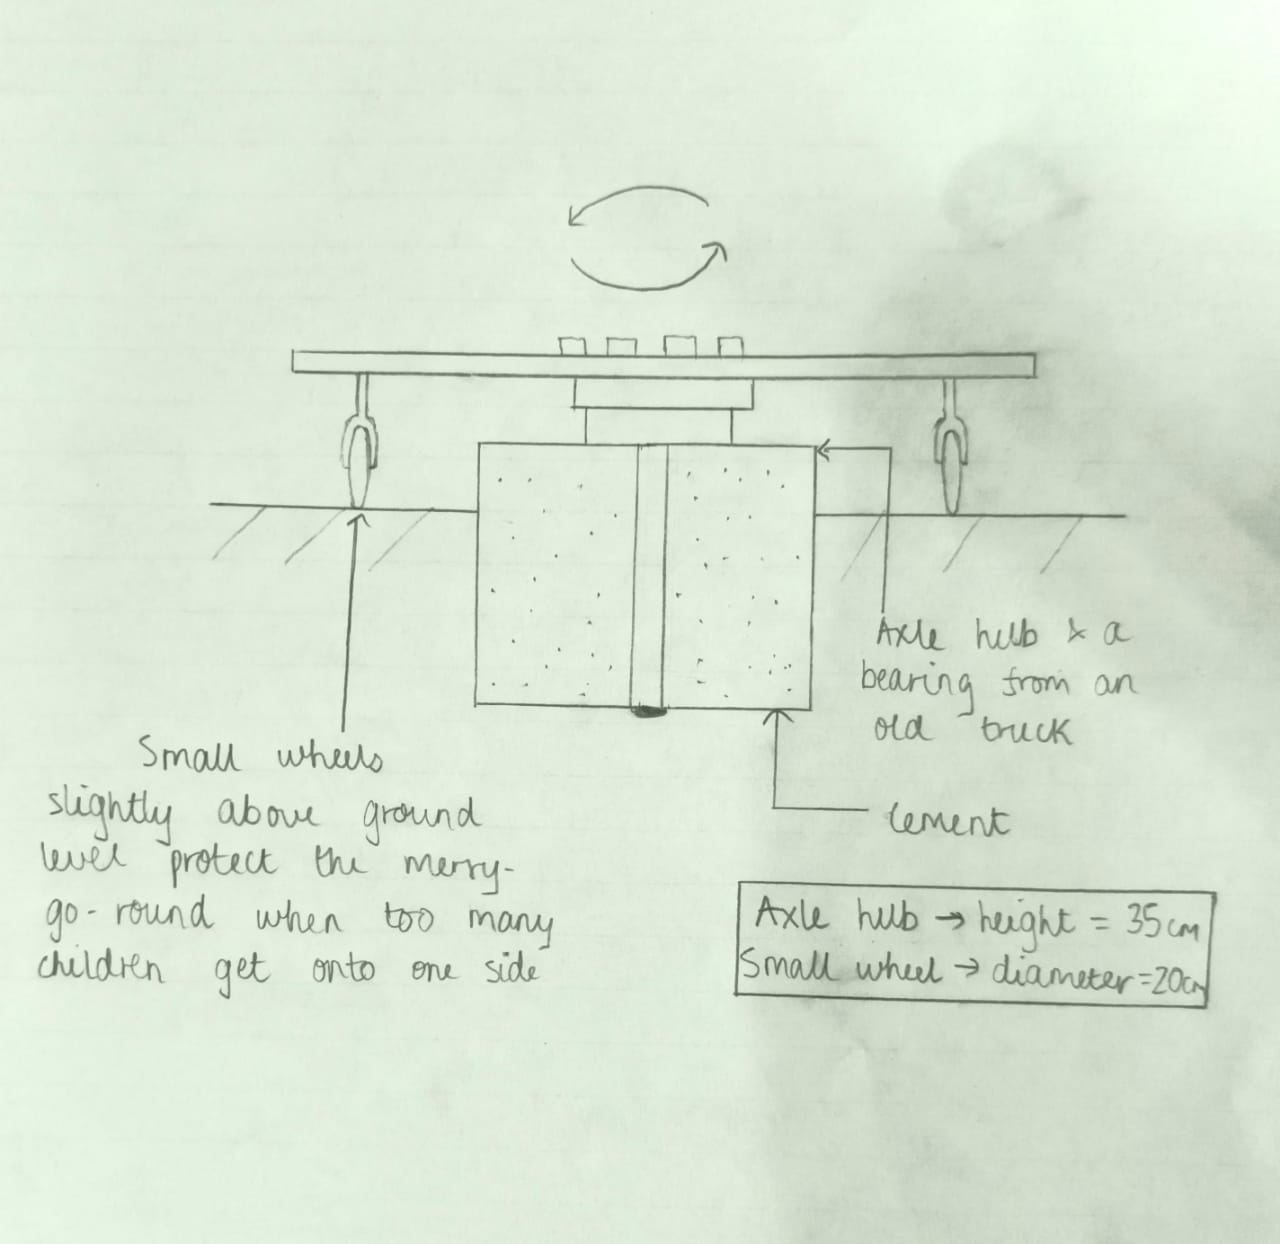 Axle hub & a
bearing from an
old truck
Small wheels
slightly above ground
level protect the merry-
go-round when too many
children get onto one side
Cement
Axle hub → height = 35cm
Small wheel → diameter=20cm